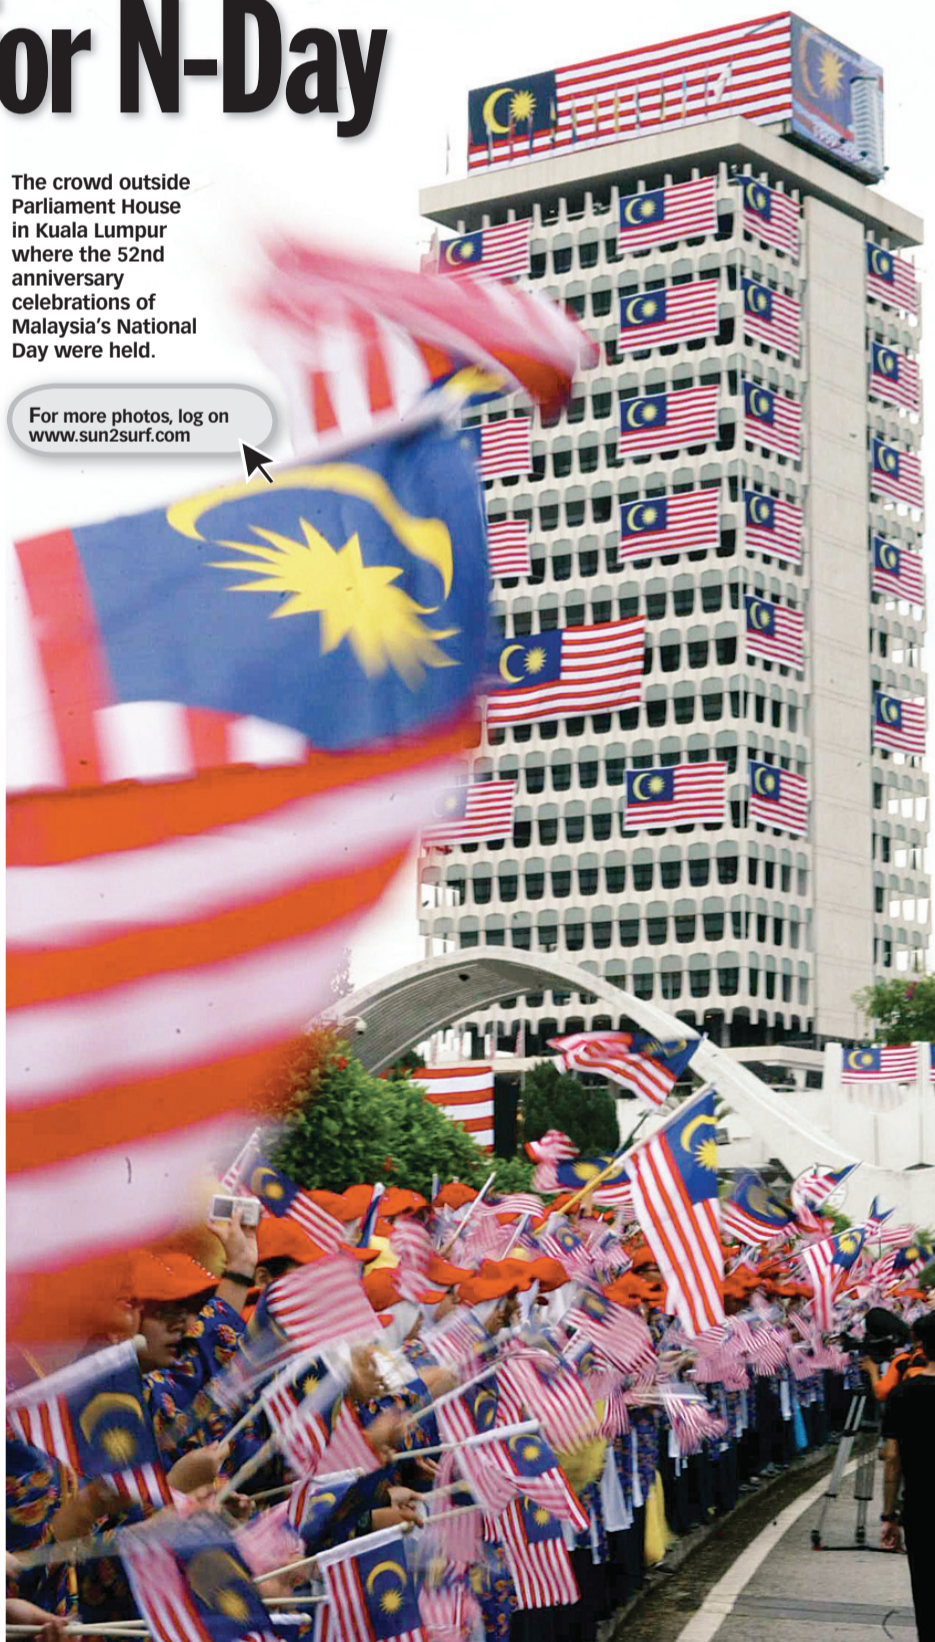 or N-Day
The crowd outside
Parliament House
in Kuala Lumpur
where the 52nd
anniversary
celebrations of
Malaysia's National
Day were held.
For more photos, log on
www.sun2surf.com